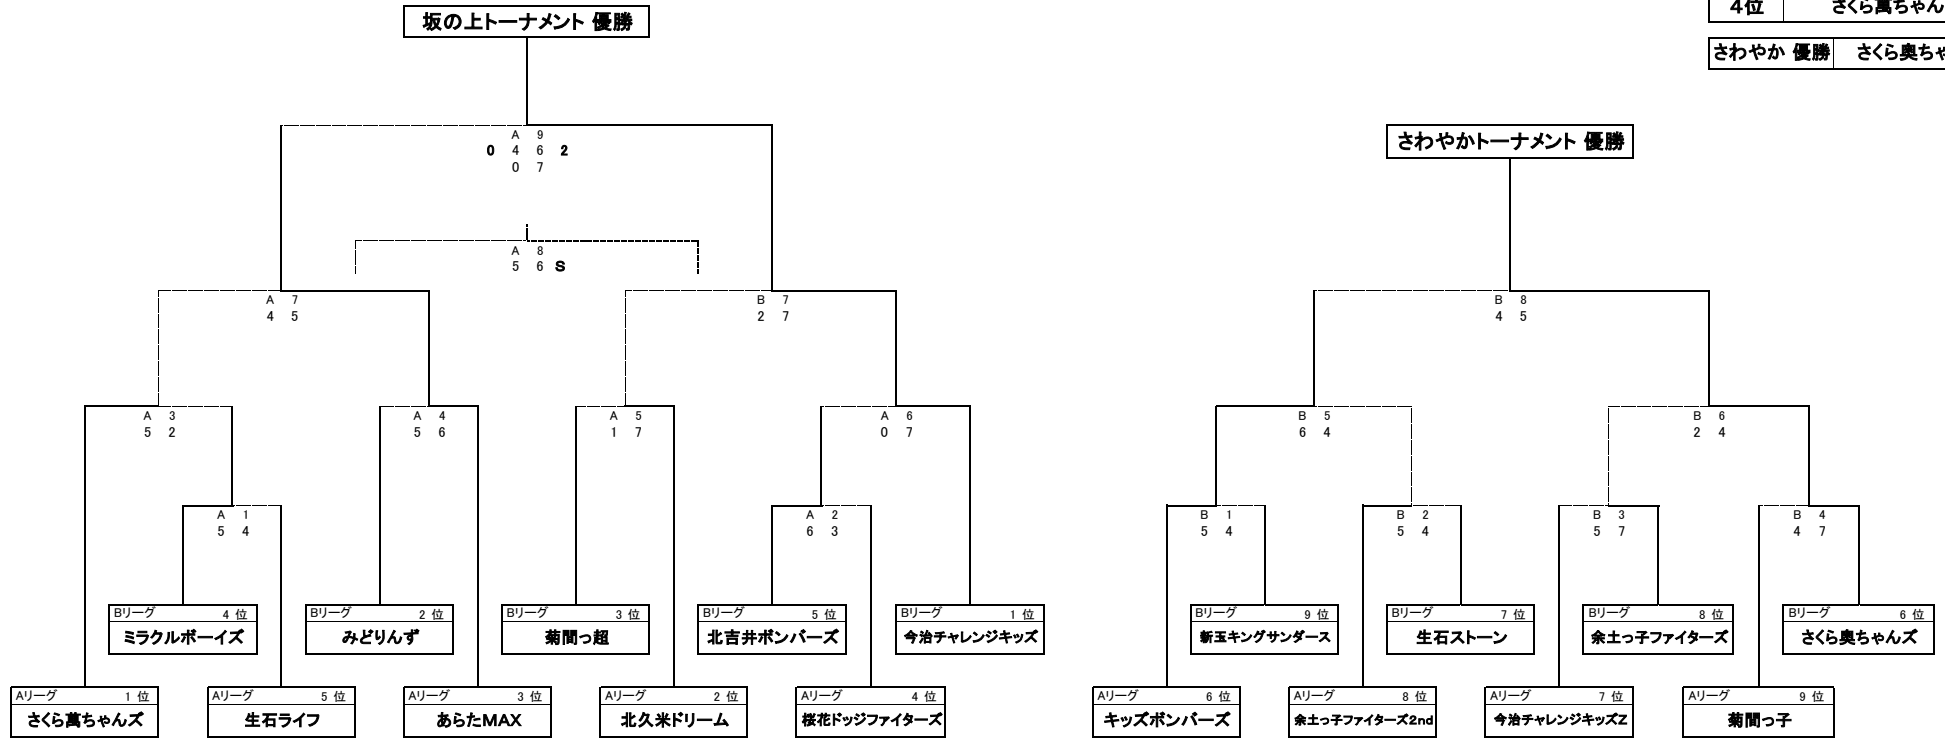 坂の上トーナメント 優勝
4位 さくら萬ちゃん
さわやか 優勝 さくら奥ちゃ
さわやかトーナメント 優勝
A 9
0 4 6 2
0 7
A 8
5 6 S
A 7
4 5
B 7
2 7
B 8
4 5
A 3
5 2
A 4
5 6
A 5
1 7
A 6
0 7
B 5
6 4
B 6
2 4
A 1
5 4
A 2
6 3
B 1
5 4
B 2
5 4
B 3
5 7
B 4
4 7
Bリーグ 4 位
ミラクルボーイズ
Bリーグ 2 位
みどりんず
Bリーグ 3 位
菊間っ超
Bリーグ 5 位
北吉井ボンバーズ
Bリーグ 1 位
今治チャレンジキッズ
Bリーグ 9 位
新玉キングサンダース
Bリーグ 7 位
生石ストーン
Bリーグ 8 位
余土っ子ファイターズ
Bリーグ 6 位
さくら奥ちゃんズ
Aリーグ 1 位
さくら萬ちゃんズ
Aリーグ 5 位
生石ライフ
Aリーグ 3 位
あらたMAX
Aリーグ 2 位
北久米ドリーム
Aリーグ 4 位
桜花ドッジファイターズ
Aリーグ 6 位
キッズボンバーズ
Aリーグ 8 位
余土っ子ファイターズ2nd
Aリーグ 7 位
今治チャレンジキッズZ
Aリーグ 9 位
菊間っ子